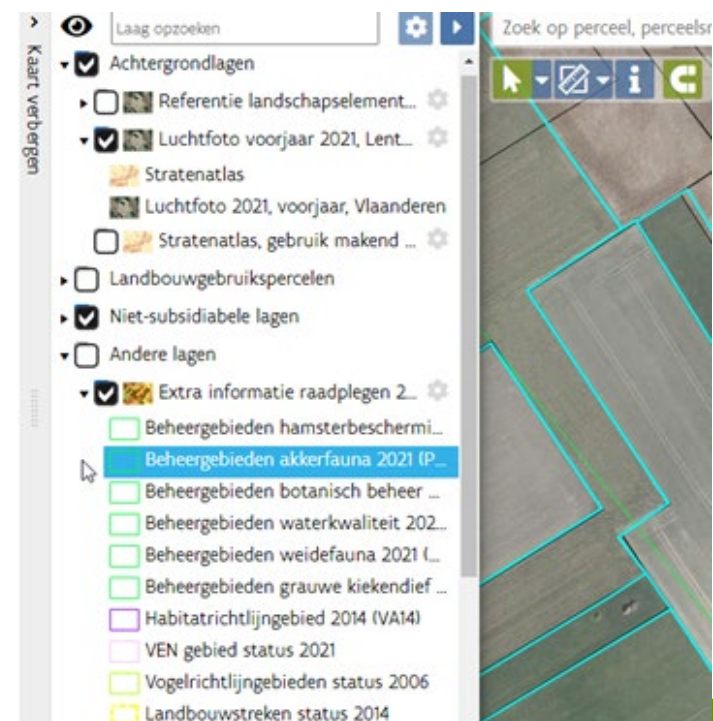 Kaart verbergen
Laag opzoeken
Zoek op perceel, perceelsr
Achtergrondlagen
Referentie landschapselement...
Luchtfoto voorjaar 2021, Lent...
Stratenatlas
Luchtfoto 2021, voorjaar, Vlaanderen
Stratenatlas, gebruik makend ...
Landbouwgebruikspercelen
Niet-subsidiabele lagen
Andere lagen
Extra informatie raadplegen 2...
Beheergebieden hamsterbeschermi...
Beheergebieden akkerfauna 2021 (P...
Beheergebieden botanisch beheer ...
Beheergebieden waterkwaliteit 202...
Beheergebieden weidefauna 2021 (...
Beheergebieden grauwe kiekendief ...
Habitatrichtlijngebied 2014 (VA14)
VEN gebied status 2021
Vogelrichtlijngebieden status 2006
Landbouwstreken status 2014